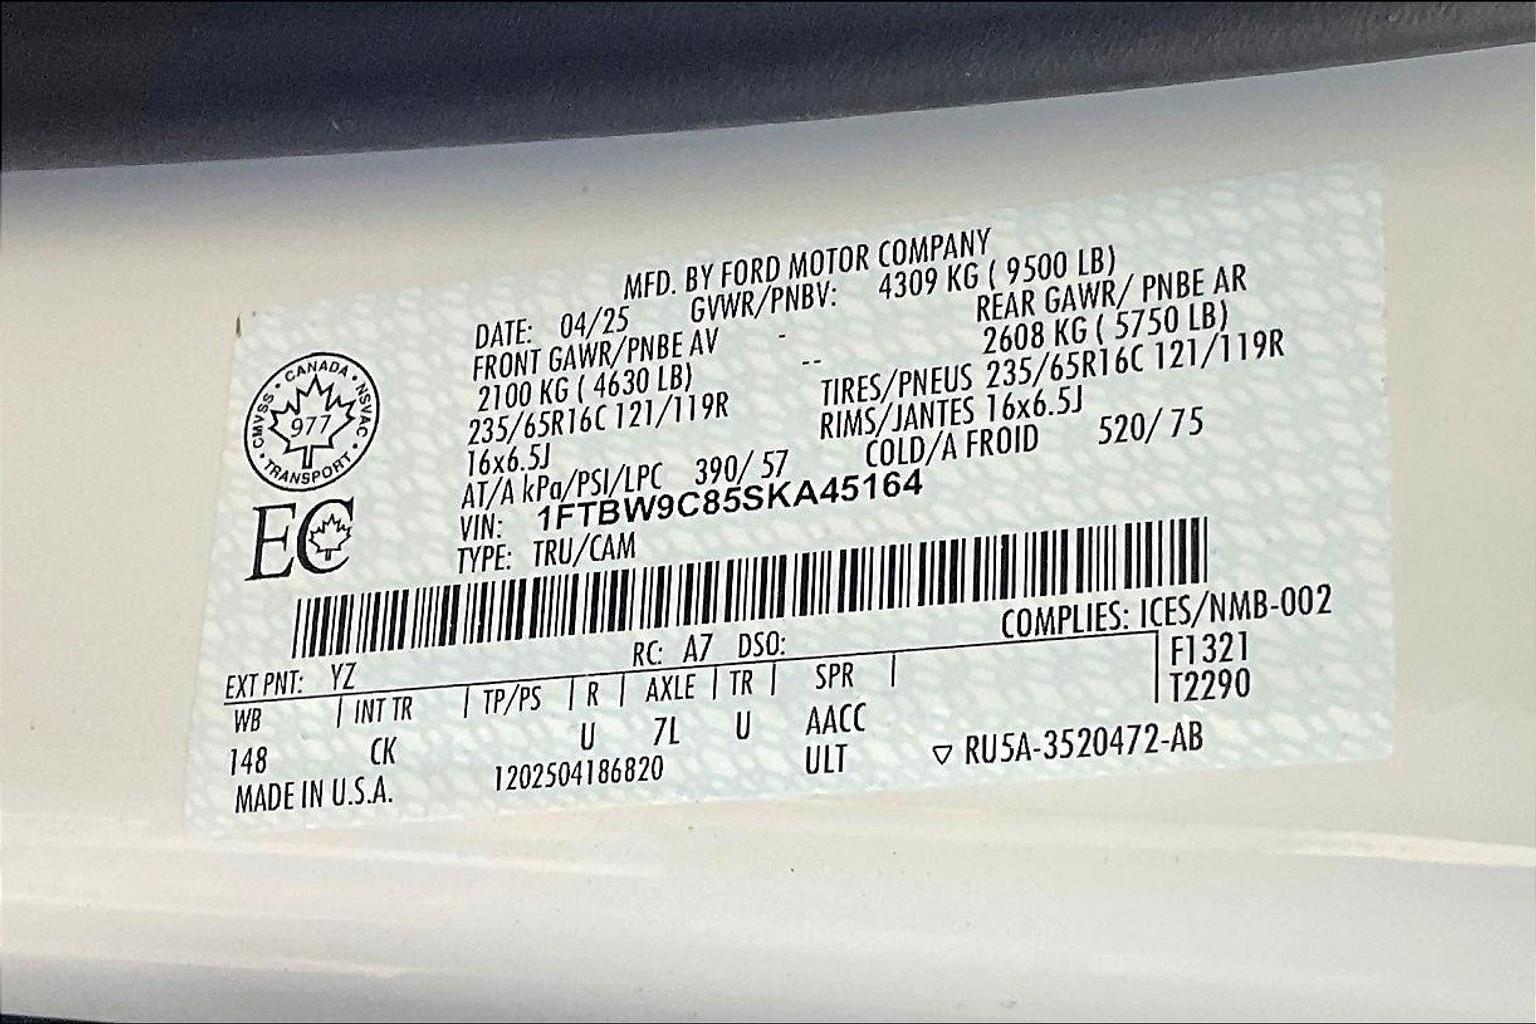 MFD. BY FORD MOTOR COMPANY
DATE: 04/25 GVWR/PNBV: 4309 KG ( 9500 LB)
FRONT GAWR/PNBE AV - REAR GAWR/ PNBE AR
2100 KG ( 4630 LB) -- 2608 KG ( 5750 LB)
235/65R16C 121/119R TIRES/PNEUS 235/65R16C 121/119R
16x6.5J RIMS/JANTES 16x6.5J
AT/A kPa/PSI/LPC 390/ 57 COLD/A FROID 520/ 75
VIN: 1FTBW9C85SKA45164
TYPE: TRU/CAM
CANADA • NSVAC • TRANSPORT • CMVSS •
977
EC
COMPLIES: ICES/NMB-002
EXT PNT: YZ RC: A7 DSO:
F1321
WB | INT TR | TP/PS | R | AXLE | TR | SPR |
T2290
148 CK U 7L U AACC
MADE IN U.S.A. 1202504186820 ULT ▽ RU5A-3520472-AB